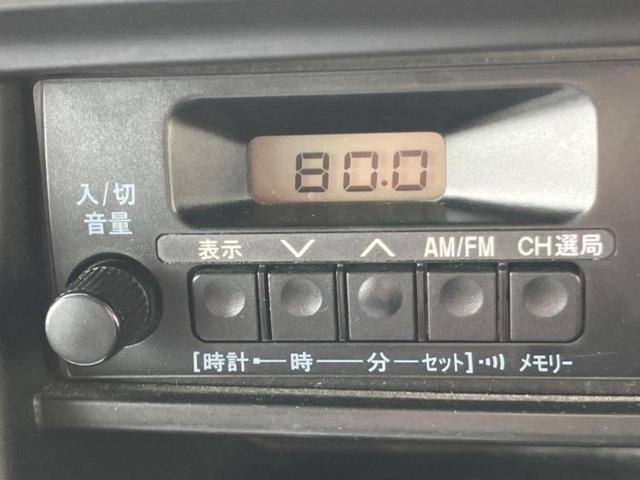 80.0
入/切
音量
表示 ∨ ∧ AM/FM CH選局
[時計 時 分 セット] メモリー